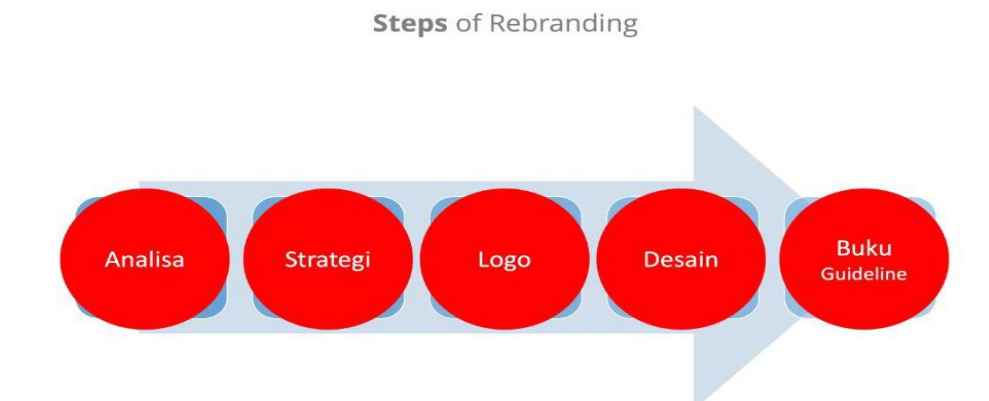 Steps of Rebranding
Analisa
Strategi
Logo
Desain
Buku
Guideline